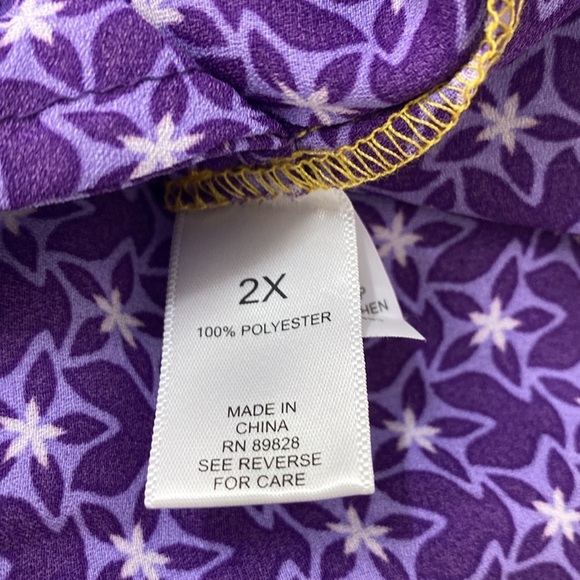 2X
100% POLYESTER
MADE IN
CHINA
RN 89828
SEE REVERSE
FOR CARE